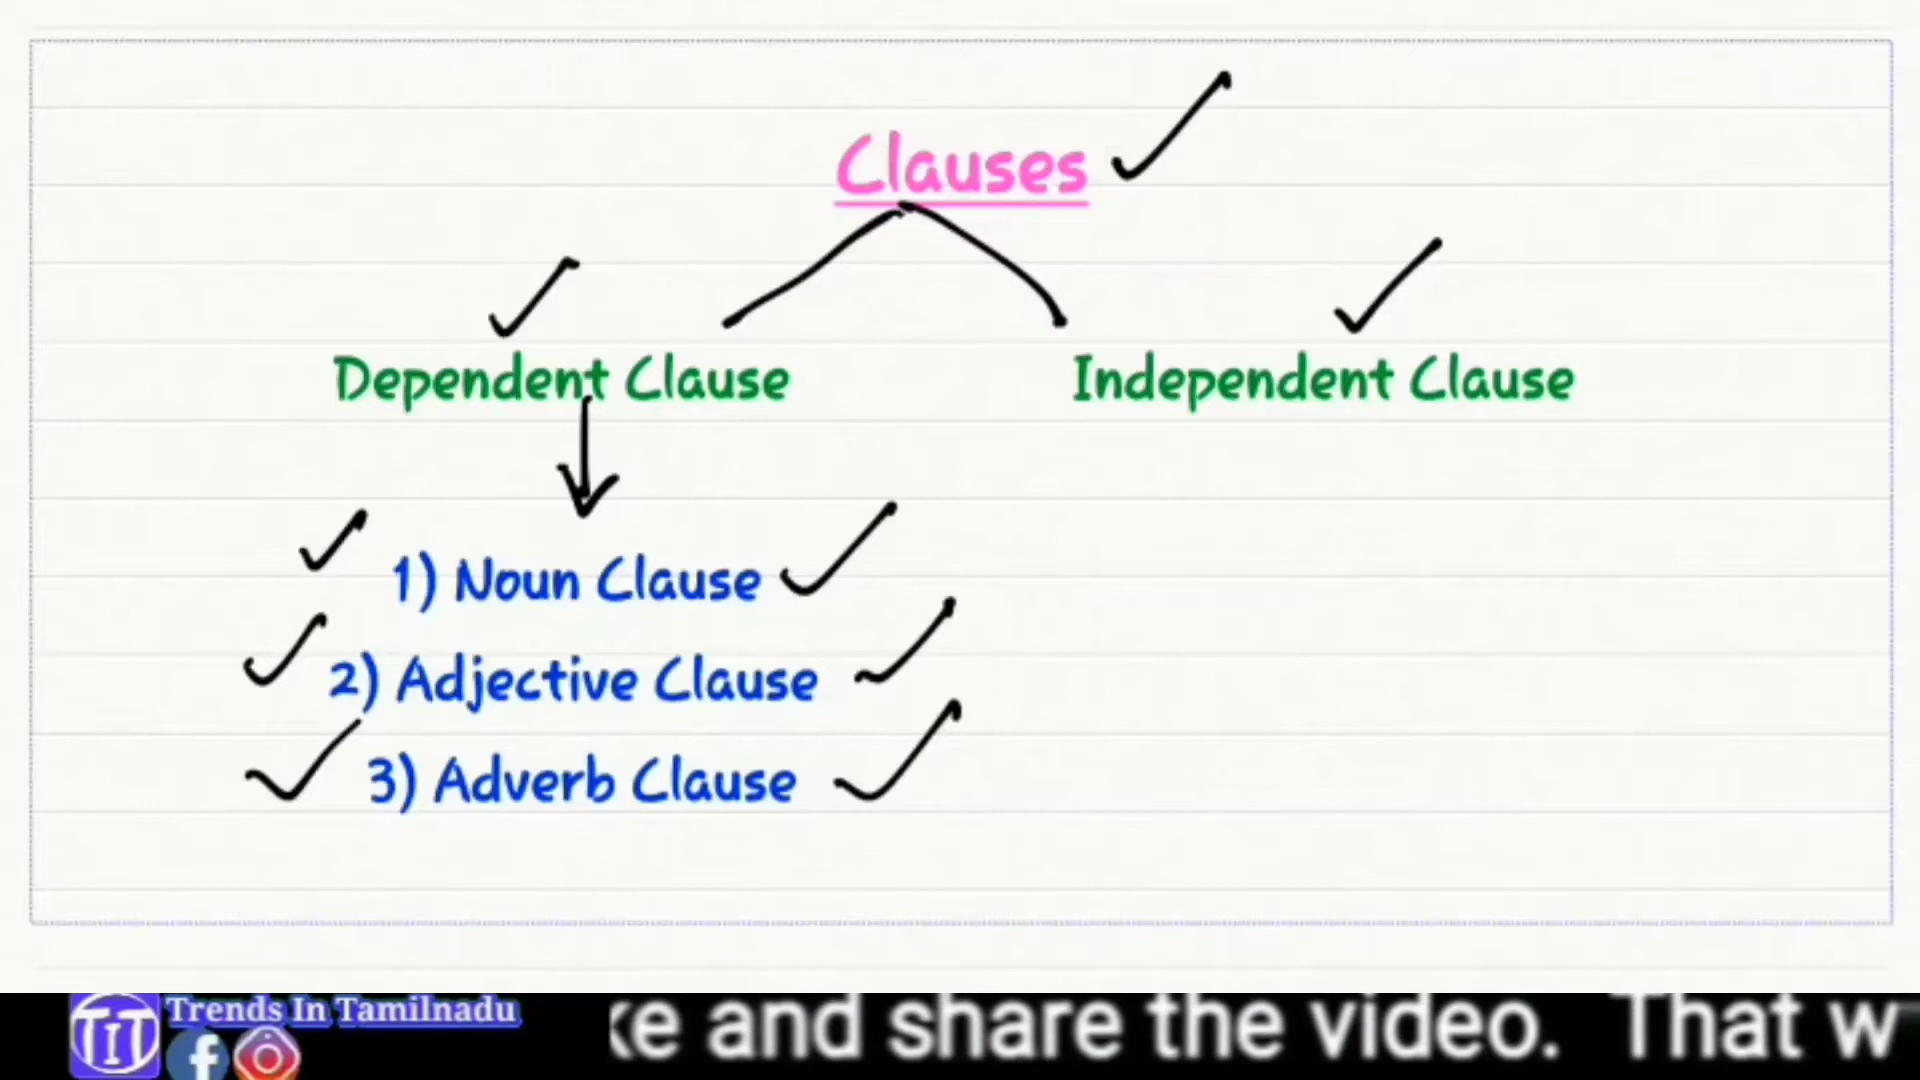 Clauses
Dependent Clause
Independent Clause
1) Noun Clause
2) Adjective Clause
3) Adverb Clause
TIT
Trends In Tamilnadu
and share the video. That